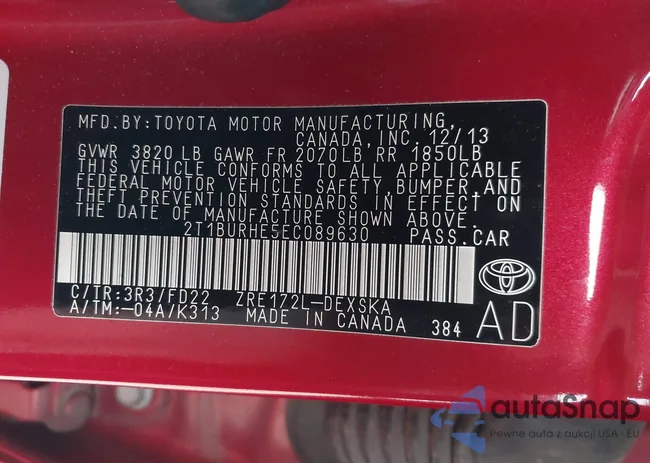 MFD.BY:TOYOTA MOTOR MANUFACTURING,
CANADA, INC. 12/13
GVWR 3820 LB GAWR FR 2070LB RR 1850LB
THIS VEHICLE CONFORMS TO ALL APPLICABLE
FEDERAL MOTOR VEHICLE SAFETY, BUMPER, AND
THEFT PREVENTION STANDARDS IN EFFECT ON
THE DATE OF MANUFACTURE SHOWN ABOVE.
2T1BURHE5EC089630 PASS.CAR
C/TR:3R3/FD22 ZRE172L-DEXSKA
A/TM:-04A/K313 MADE IN CANADA 384 AD
autaSnap
Pewne auta z aukcji USA i EU